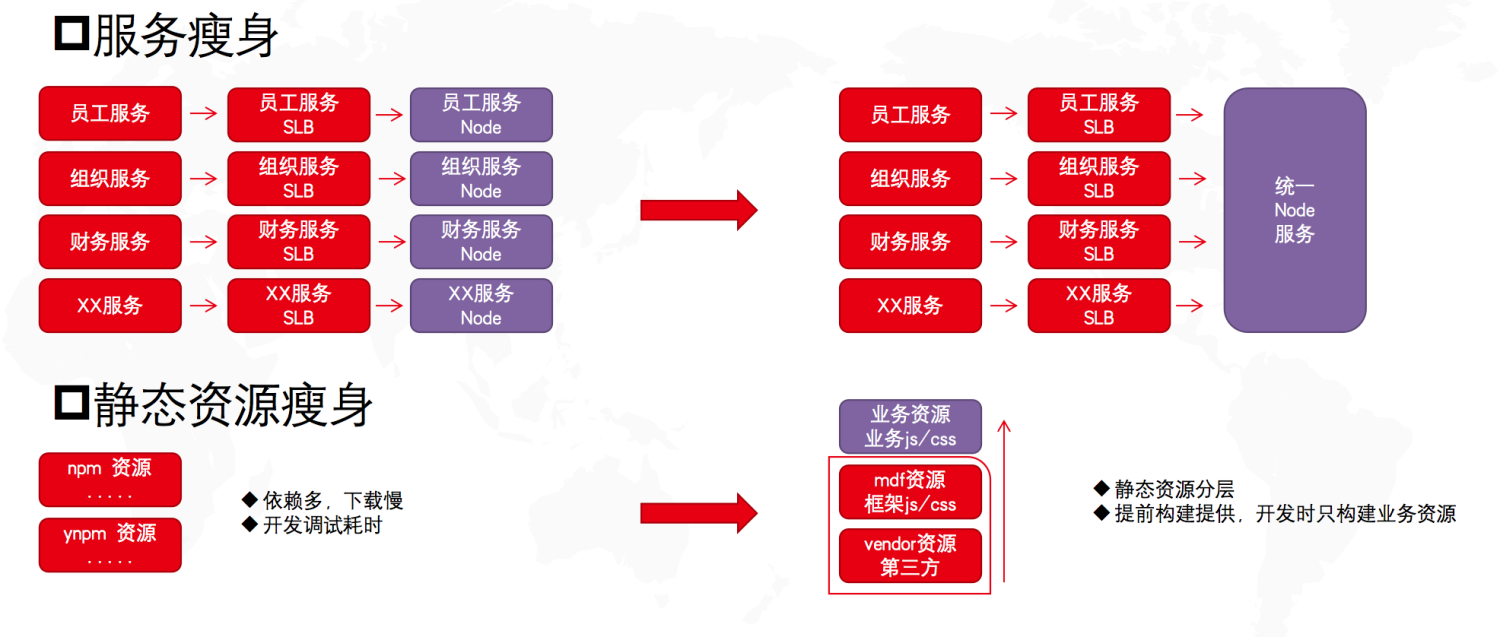 服务瘦身
员工服务
员工服务
SLB
员工服务
Node
组织服务
组织服务
SLB
组织服务
Node
财务服务
财务服务
SLB
财务服务
Node
XX服务
XX服务
SLB
XX服务
Node
员工服务
员工服务
SLB
组织服务
组织服务
SLB
财务服务
财务服务
SLB
XX服务
XX服务
SLB
统一
Node
服务
静态资源瘦身
npm 资源
.....
ynpm 资源
.....
依赖多，下载慢
开发调试耗时
业务资源
业务js/css
mdf资源
框架js/css
vendor资源
第三方
静态资源分层
提前构建提供，开发时只构建业务资源